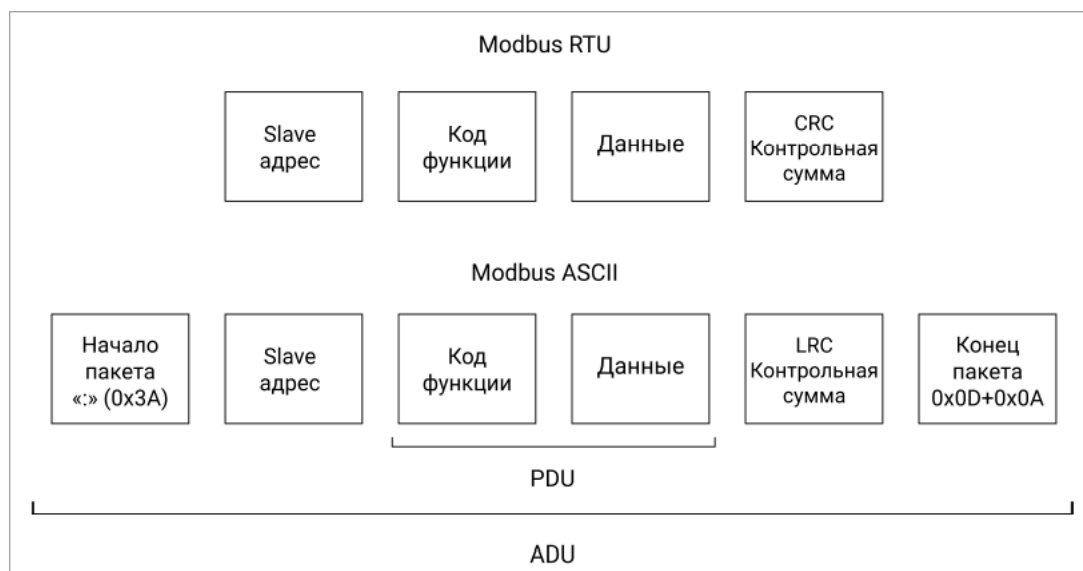 Modbus RTU
Slave
адрес
Код
функции
Данные
CRC
Контрольная
сумма
Modbus ASCII
Начало
пакета
«:» (0x3A)
Slave
адрес
Код
функции
Данные
LRC
Контрольная
сумма
Конец
пакета
0x0D+0x0A
PDU
ADU